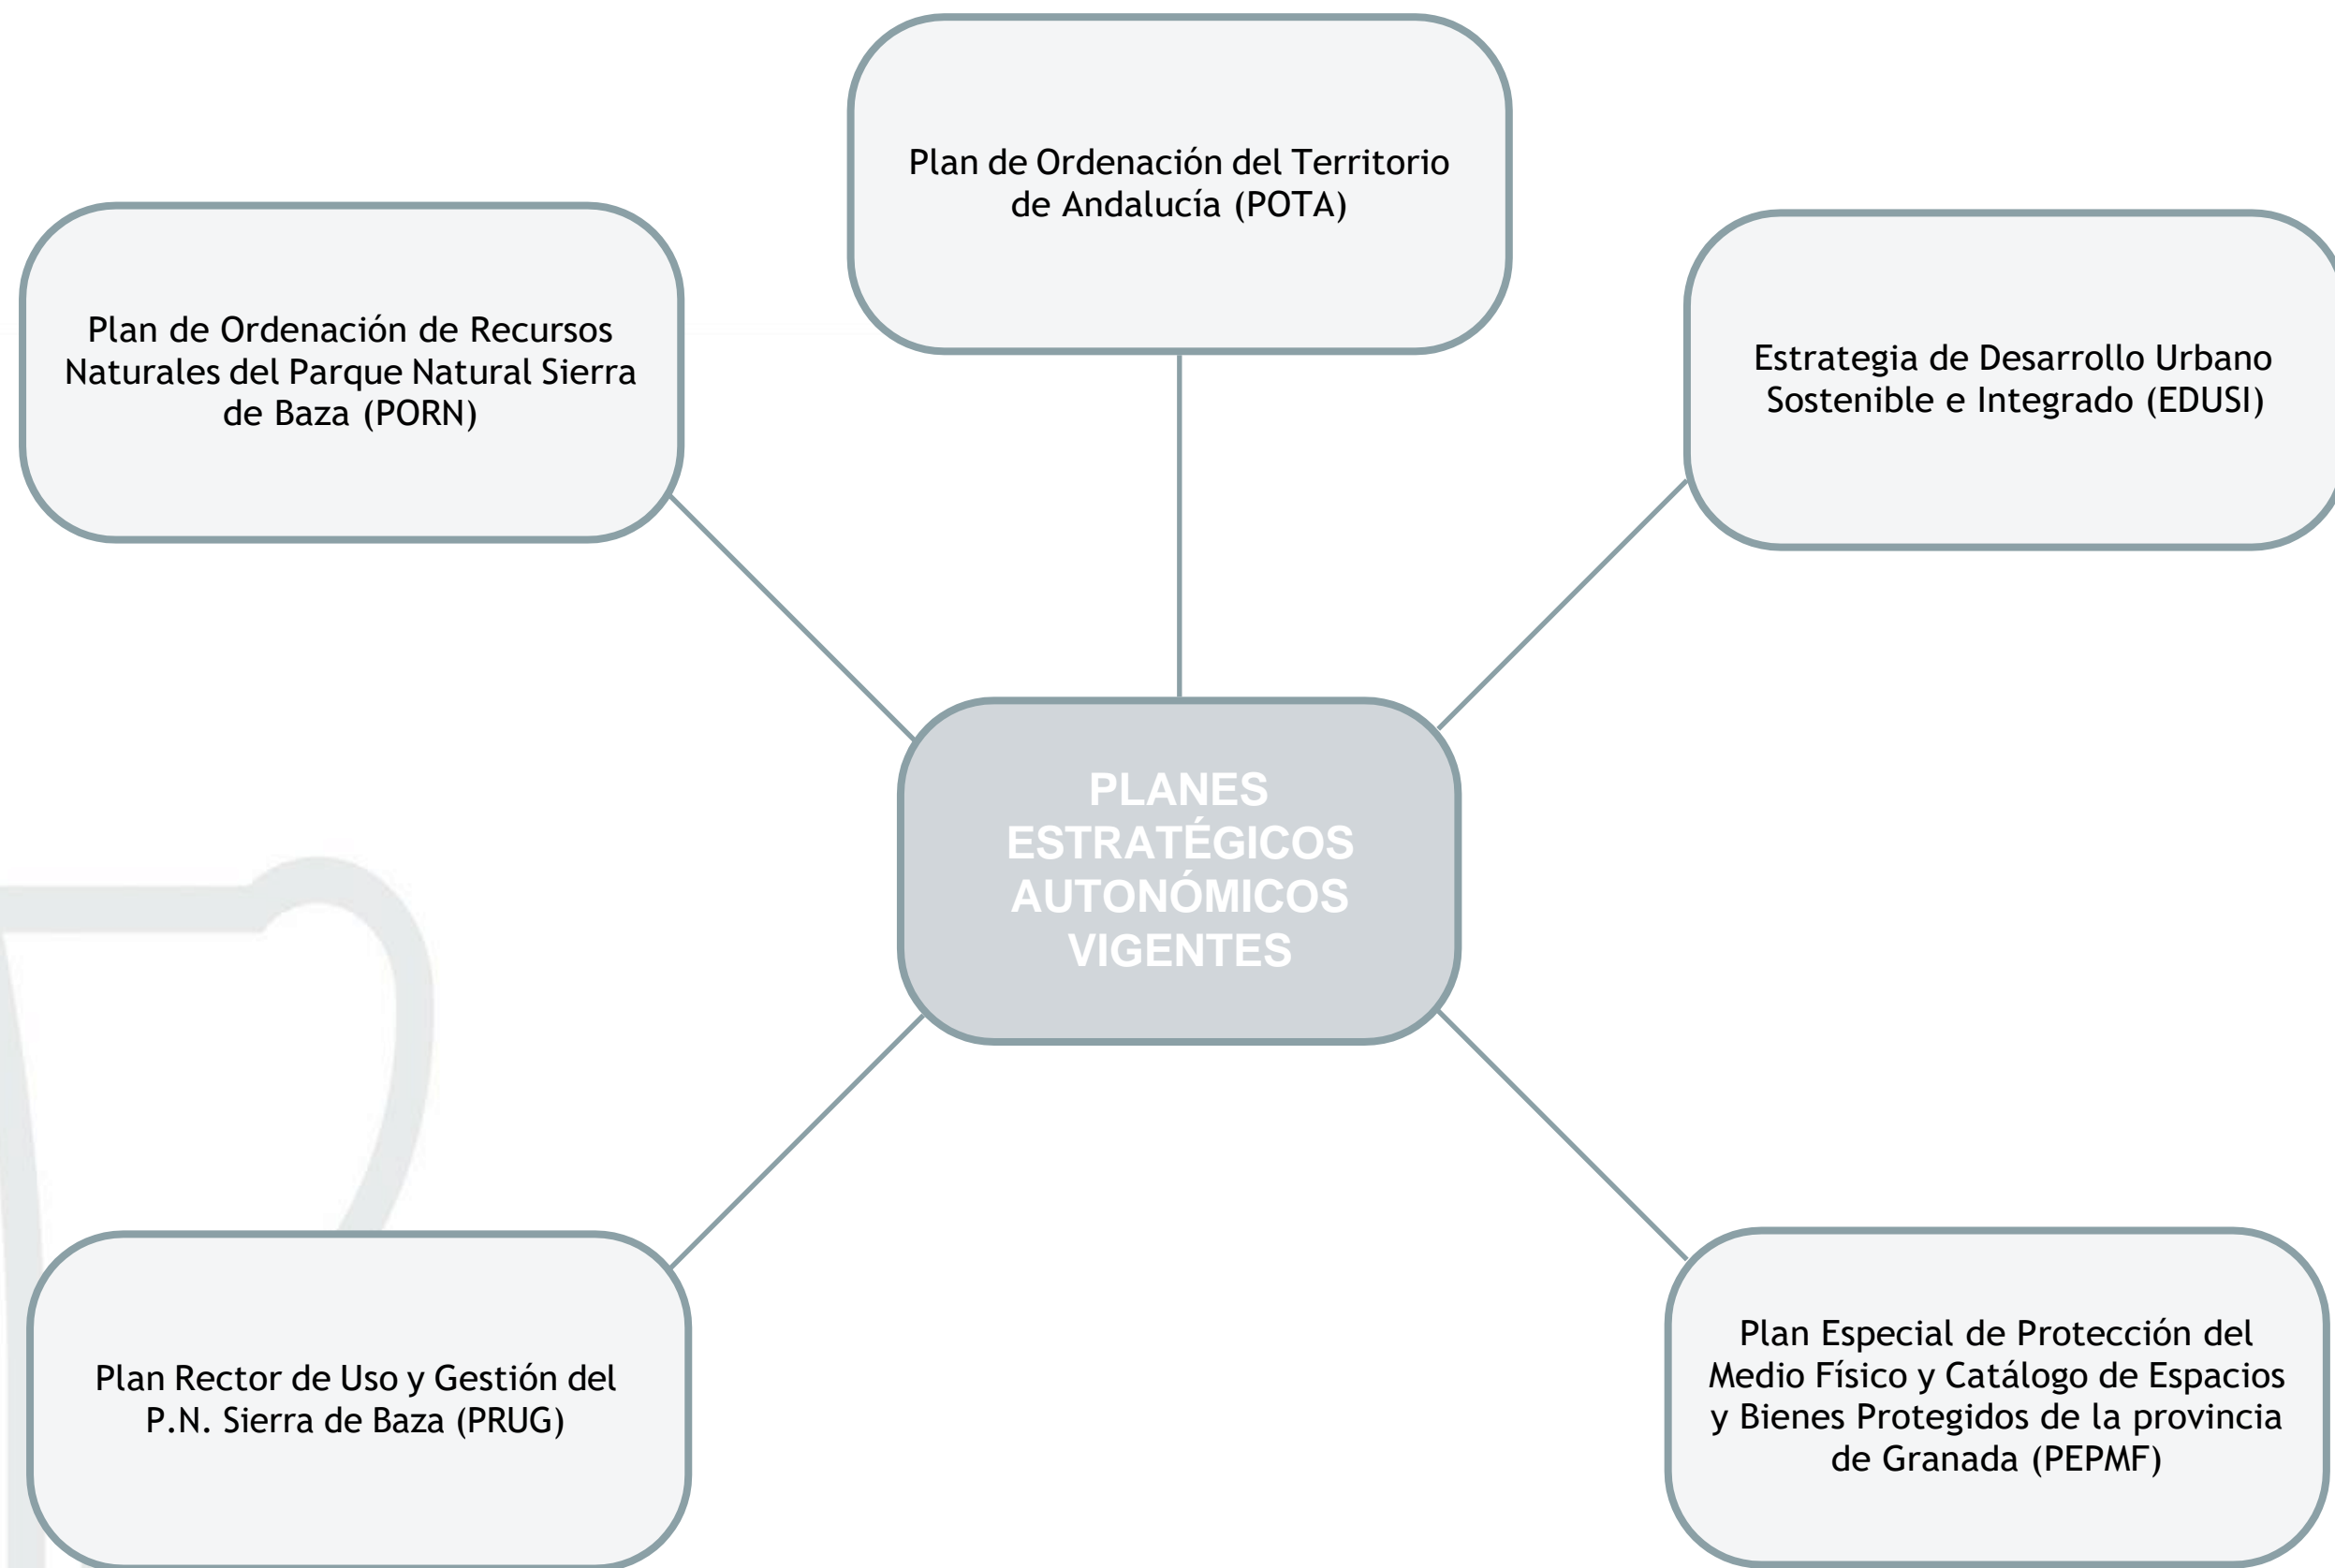 Plan de Ordenación del Territorio
de Andalucía (POTA)
Plan de Ordenación de Recursos
Naturales del Parque Natural Sierra
de Baza (PORN)
Estrategia de Desarrollo Urbano
Sostenible e Integrado (EDUSI)
PLANES
ESTRATÉGICOS
AUTONÓMICOS
VIGENTES
Plan Rector de Uso y Gestión del
P.N. Sierra de Baza (PRUG)
Plan Especial de Protección del
Medio Físico y Catálogo de Espacios
y Bienes Protegidos de la provincia
de Granada (PEPMF)